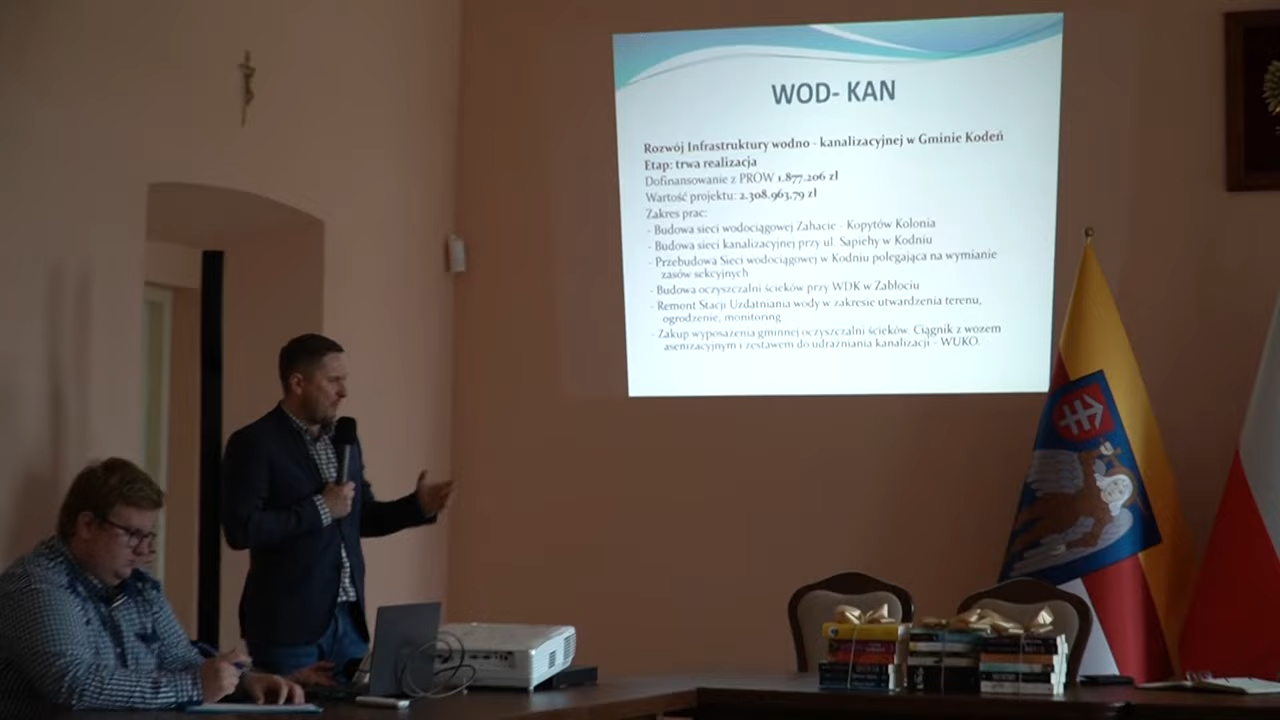 WOD- KAN
Rozwój Infrastruktury wodno - kanalizacyjnej w Gminie Kodeń
Etap: trwa realizacja
Dofinansowanie z PROW 1.877.206 zł
Wartość projektu: 2.308.963,79 zł
Zakres prac:
- Budowa sieci wodociągowej Zahacie - Kopytów Kolonia
- Budowa sieci kanalizacyjnej przy ul. Sapiehy w Kodniu
- Przebudowa Sieci wodociągowej w Kodniu polegająca na wymianie
zasów sekcyjnych
- Budowa oczyszczalni ścieków przy WDK w Zabłociu
- Remont Stacji Uzdatniania wody w zakresie utwardzenia terenu,
ogrodzenie, monitoring
- Zakup wyposażenia gminnej oczyszczalni ścieków. Ciągnik z wozem
asenizacyjnym i zestawem do udrażniania kanalizacji - WUKO.